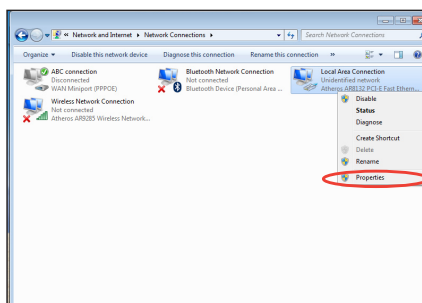 « Network and Internet ▸ Network Connections ▸
Search Network Connections
Organize ▾ Disable this network device Diagnose this connection Rename this connection »
ABC connection
Disconnected
WAN Miniport (PPPOE)
Bluetooth Network Connection
Not connected
Bluetooth Device (Personal Area ...
Local Area Connection
Unidentified network
Atheros AR8132 PCI-E Fast Ethern...
Wireless Network Connection
Not connected
Atheros AR9285 Wireless Network...
Disable
Status
Diagnose
Create Shortcut
Delete
Rename
Properties